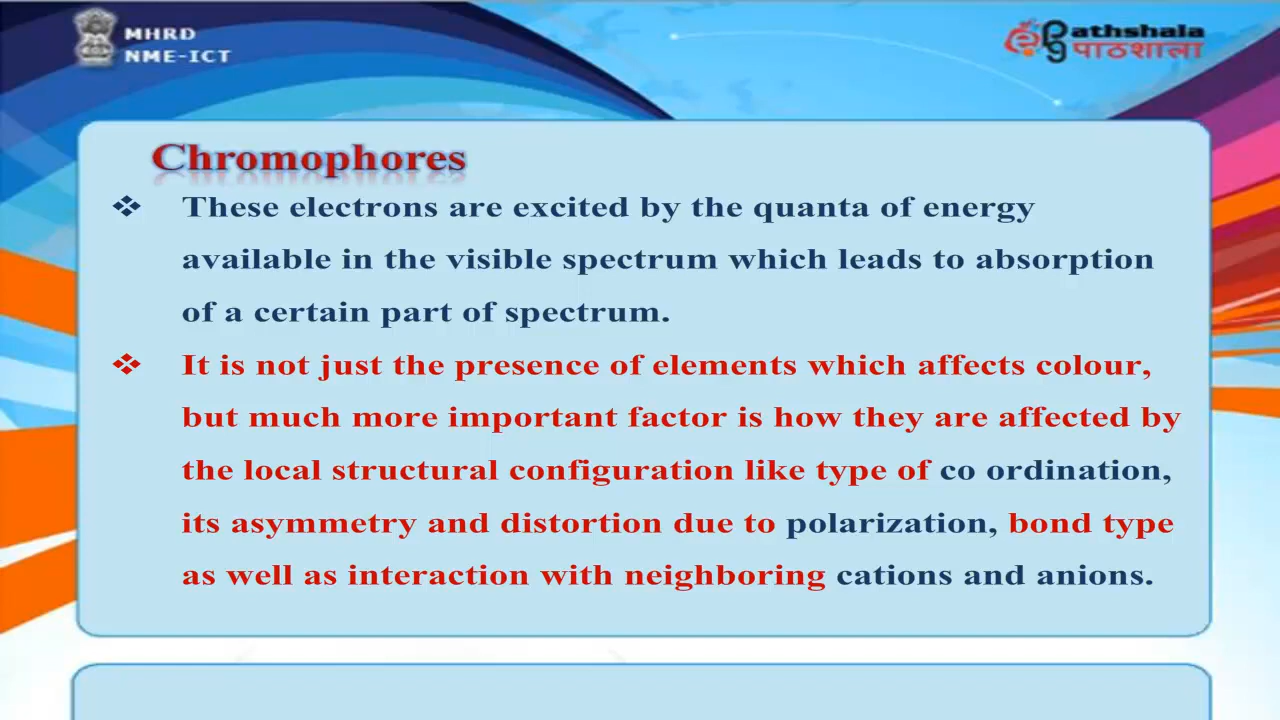 MHRD
NME-ICT
athshala
पाठशाला
Chromophores
❖ These electrons are excited by the quanta of energy
available in the visible spectrum which leads to absorption
of a certain part of spectrum.
❖ It is not just the presence of elements which affects colour,
but much more important factor is how they are affected by
the local structural configuration like type of co ordination,
its asymmetry and distortion due to polarization, bond type
as well as interaction with neighboring cations and anions.